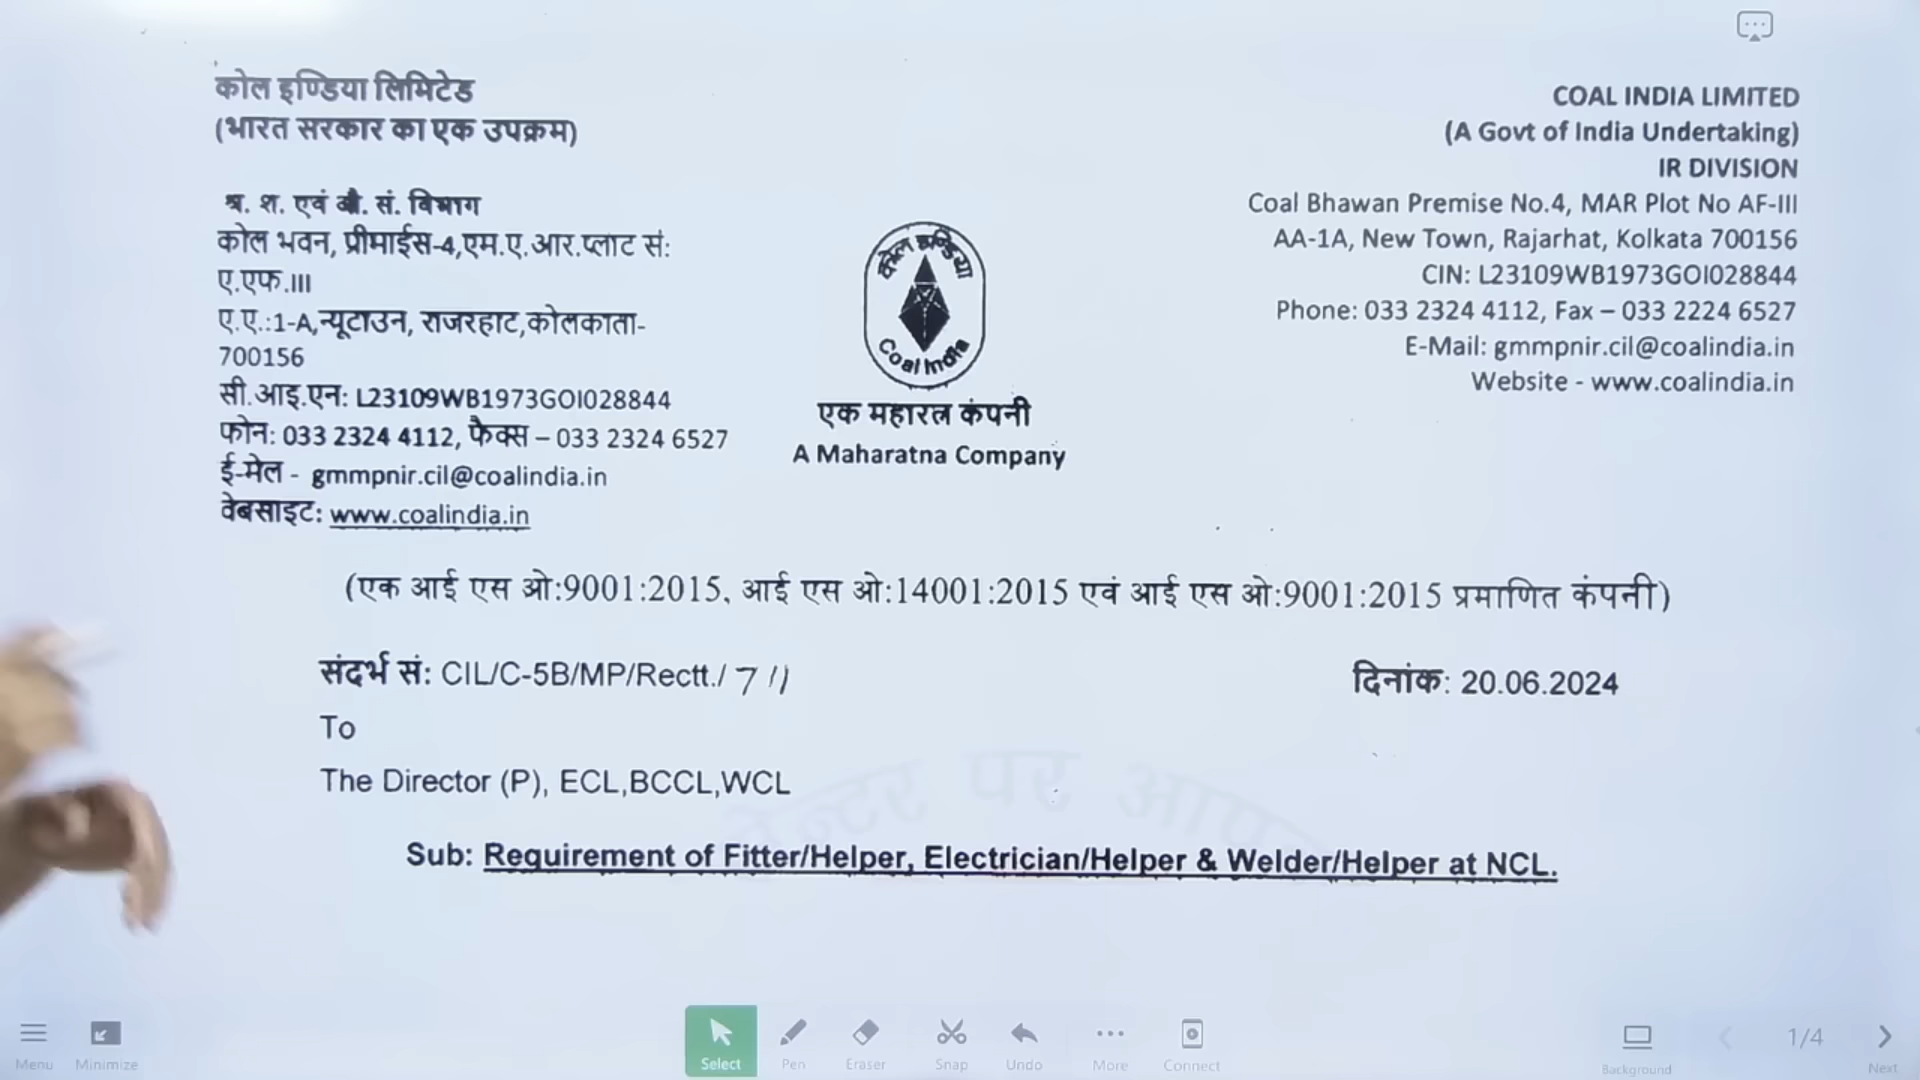 कोल इण्डिया लिमिटेड
(भारत सरकार का एक उपक्रम)
श्र. श. एवं औ. सं. विभाग
कोल भवन, प्रीमाईस-4,एम.ए.आर.प्लाट सं:
ए.एफ.III
ए.ए.:1-A,न्यूटाउन, राजरहाट,कोलकाता-
700156
सी.आइ.एन: L23109WB1973GOI028844
फोन: 033 2324 4112, फैक्स – 033 2324 6527
ई-मेल - gmmpnir.cil@coalindia.in
वेबसाइट: www.coalindia.in
कोल इण्डिया
Coal India
एक महारत्न कंपनी
A Maharatna Company
COAL INDIA LIMITED
(A Govt of India Undertaking)
IR DIVISION
Coal Bhawan Premise No.4, MAR Plot No AF-III
AA-1A, New Town, Rajarhat, Kolkata 700156
CIN: L23109WB1973GOI028844
Phone: 033 2324 4112, Fax – 033 2224 6527
E-Mail: gmmpnir.cil@coalindia.in
Website - www.coalindia.in
(एक आई एस ओ:9001:2015, आई एस ओ:14001:2015 एवं आई एस ओ:9001:2015 प्रमाणित कंपनी)
संदर्भ सं: CIL/C-5B/MP/Rectt./ 711
दिनांक: 20.06.2024
To
The Director (P), ECL,BCCL,WCL
पर
Sub: Requirement of Fitter/Helper, Electrician/Helper & Welder/Helper at NCL.
Menu
Minimize
Select
Pen
Eraser
Snap
Undo
More
Connect
Background
1/4
Next